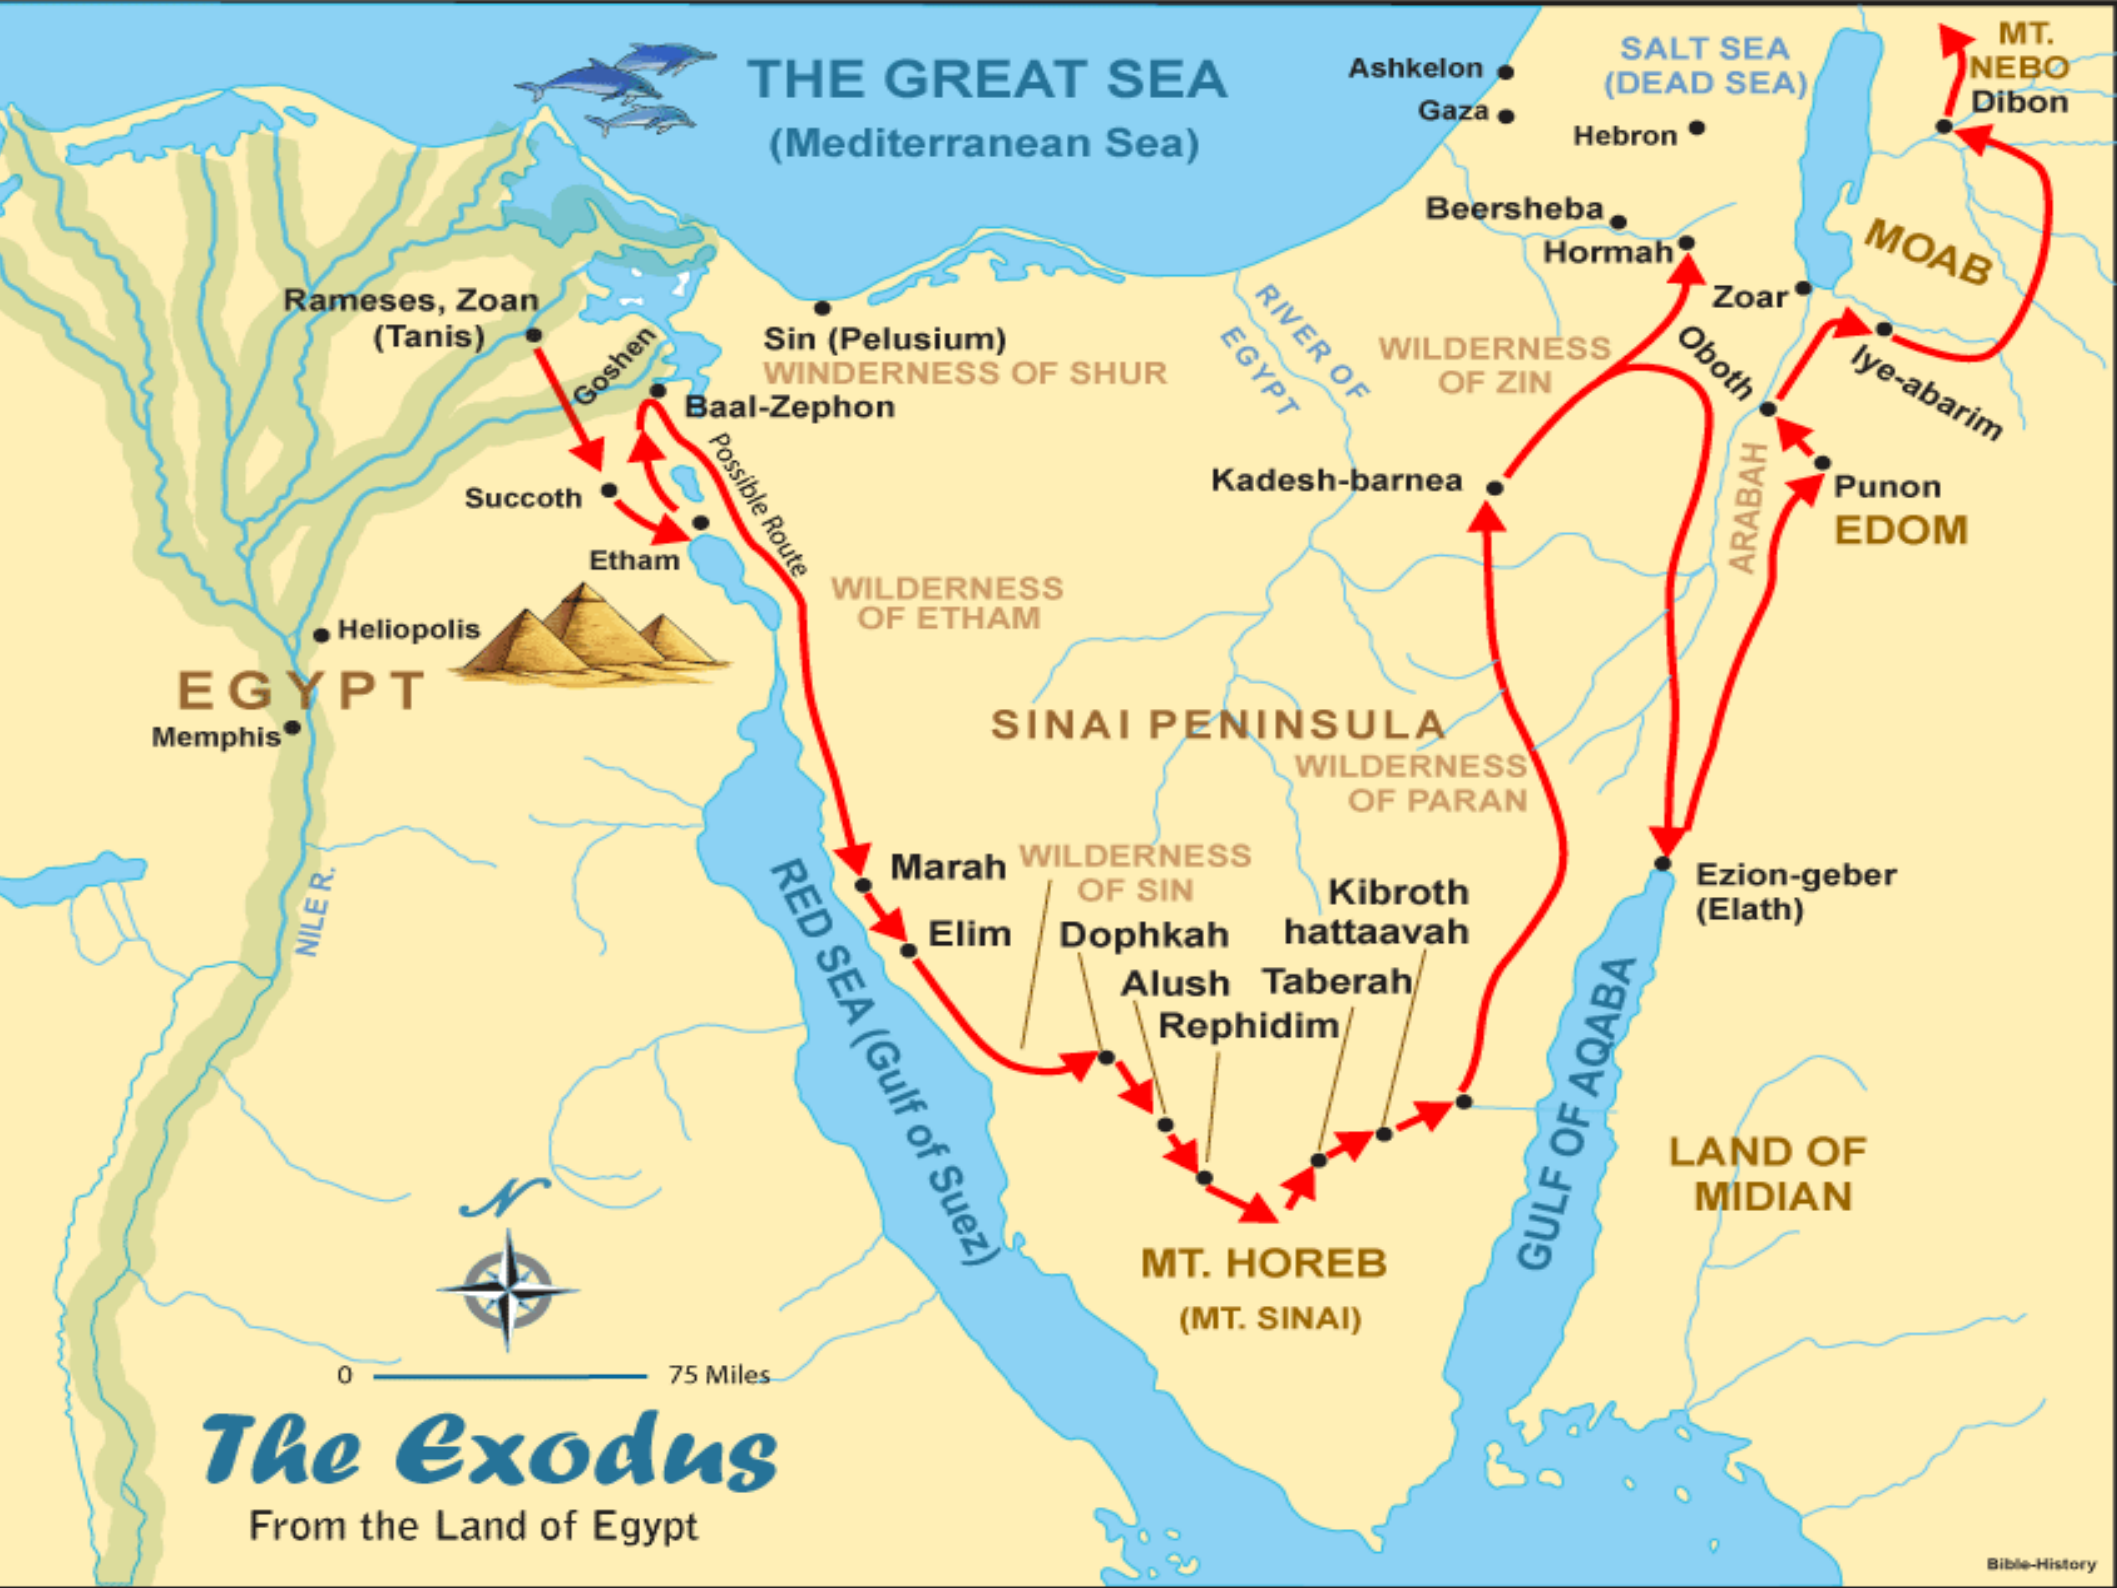 THE GREAT SEA
(Mediterranean Sea)
Ashkelon
Gaza
SALT SEA
(DEAD SEA)
Hebron
MT.
NEBO
Dibon
Beersheba
Hormah
Zoar
MOAB
Rameses, Zoan
(Tanis)
Goshen
Sin (Pelusium)
WINDERNESS OF SHUR
Baal-Zephon
RIVER OF
EGYPT
WILDERNESS
OF ZIN
Oboth
Iye-abarim
Possible Route
Succoth
Etham
Kadesh-barnea
ARABAH
Punon
EDOM
WILDERNESS
OF ETHAM
Heliopolis
EGYPT
Memphis
SINAI PENINSULA
WILDERNESS
OF PARAN
NILE R.
RED SEA (Gulf of Suez)
Marah
Elim
WILDERNESS
OF SIN
Dophkah
Alush
Rephidim
Kibroth
hattaavah
Taberah
Ezion-geber
(Elath)
GULF OF AQABA
LAND OF
MIDIAN
MT. HOREB
(MT. SINAI)
N
0 75 Miles
The Exodus
From the Land of Egypt
Bible-History